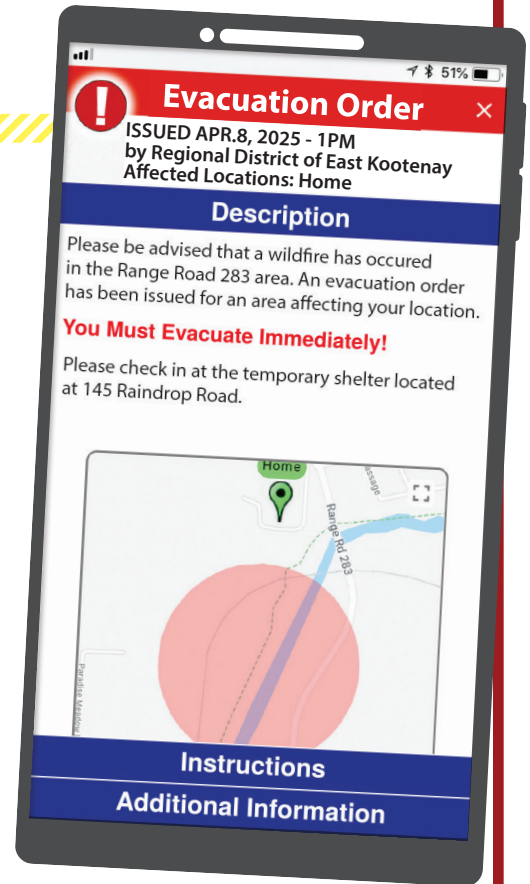 51%
!
Evacuation Order
×
ISSUED APR.8, 2025 - 1PM
by Regional District of East Kootenay
Affected Locations: Home
Description
Please be advised that a wildfire has occured
in the Range Road 283 area. An evacuation order
has been issued for an area affecting your location.
You Must Evacuate Immediately!
Please check in at the temporary shelter located
at 145 Raindrop Road.
Home
assage
Range Rd 283
Paradise Meadow
Instructions
Additional Information